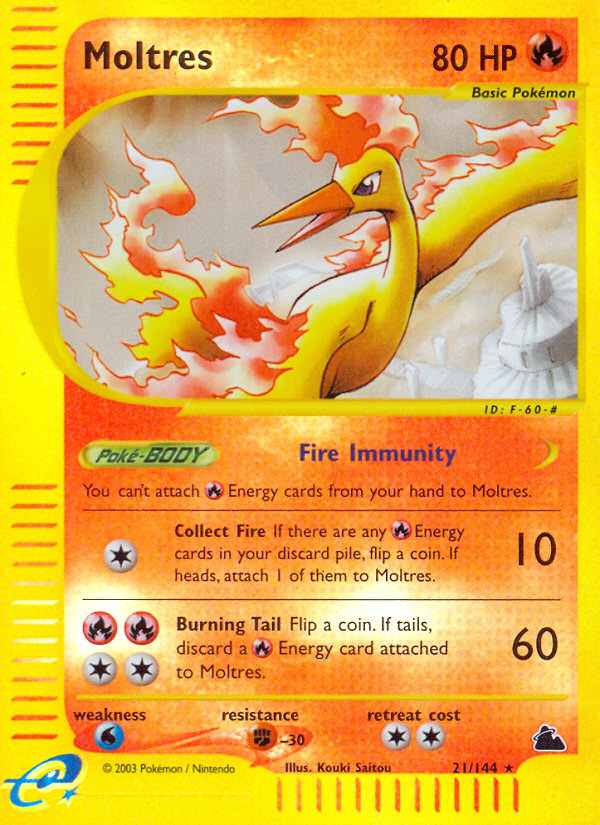 Moltres 80 HP
Basic Pokémon
ID: F-60-#
Poké-BODY Fire Immunity
You can't attach Energy cards from your hand to Moltres.
Collect Fire If there are any Energy
cards in your discard pile, flip a coin. If
heads, attach 1 of them to Moltres.
10
Burning Tail Flip a coin. If tails,
discard a Energy card attached
to Moltres.
60
weakness resistance retreat cost
-30
e
© 2003 Pokémon / Nintendo Illus. Kouki Saitou 21/144 ★